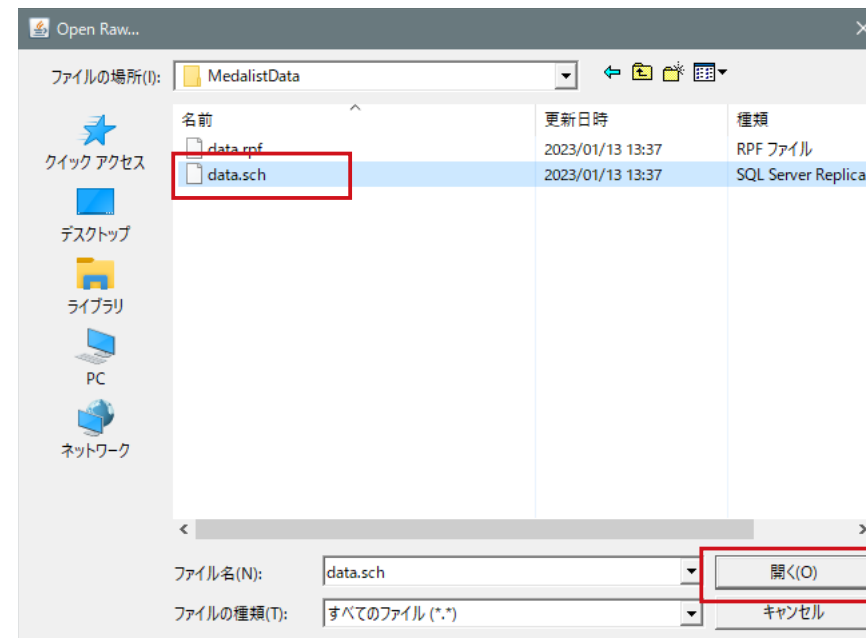 Open Raw...
ファイルの場所(I): MedalistData
名前 更新日時 種類
data.rpf 2023/01/13 13:37 RPF ファイル
data.sch 2023/01/13 13:37 SQL Server Replica
クイック アクセス
デスクトップ
ライブラリ
PC
ネットワーク
ファイル名(N): data.sch 開く(O)
ファイルの種類(T): すべてのファイル (*.*) キャンセル